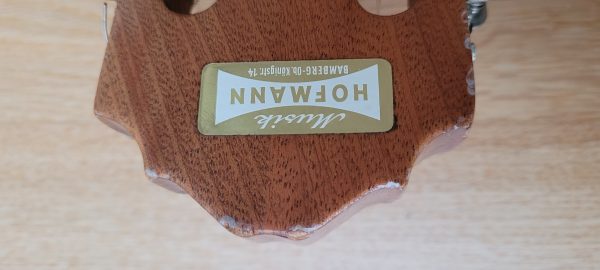 Musik
HOFMANN
BAMBERG-Ob.Königstr. 14